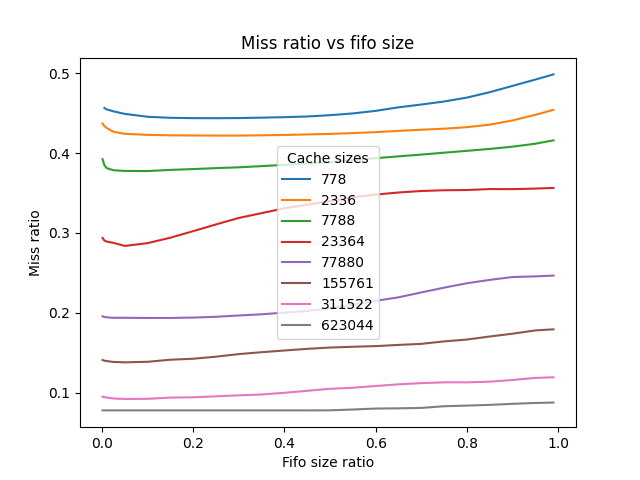 Miss ratio vs fifo size
0.5
0.4
0.3
0.2
0.1
Miss ratio
Cache sizes
778
2336
7788
23364
77880
155761
311522
623044
0.0 0.2 0.4 0.6 0.8 1.0
Fifo size ratio